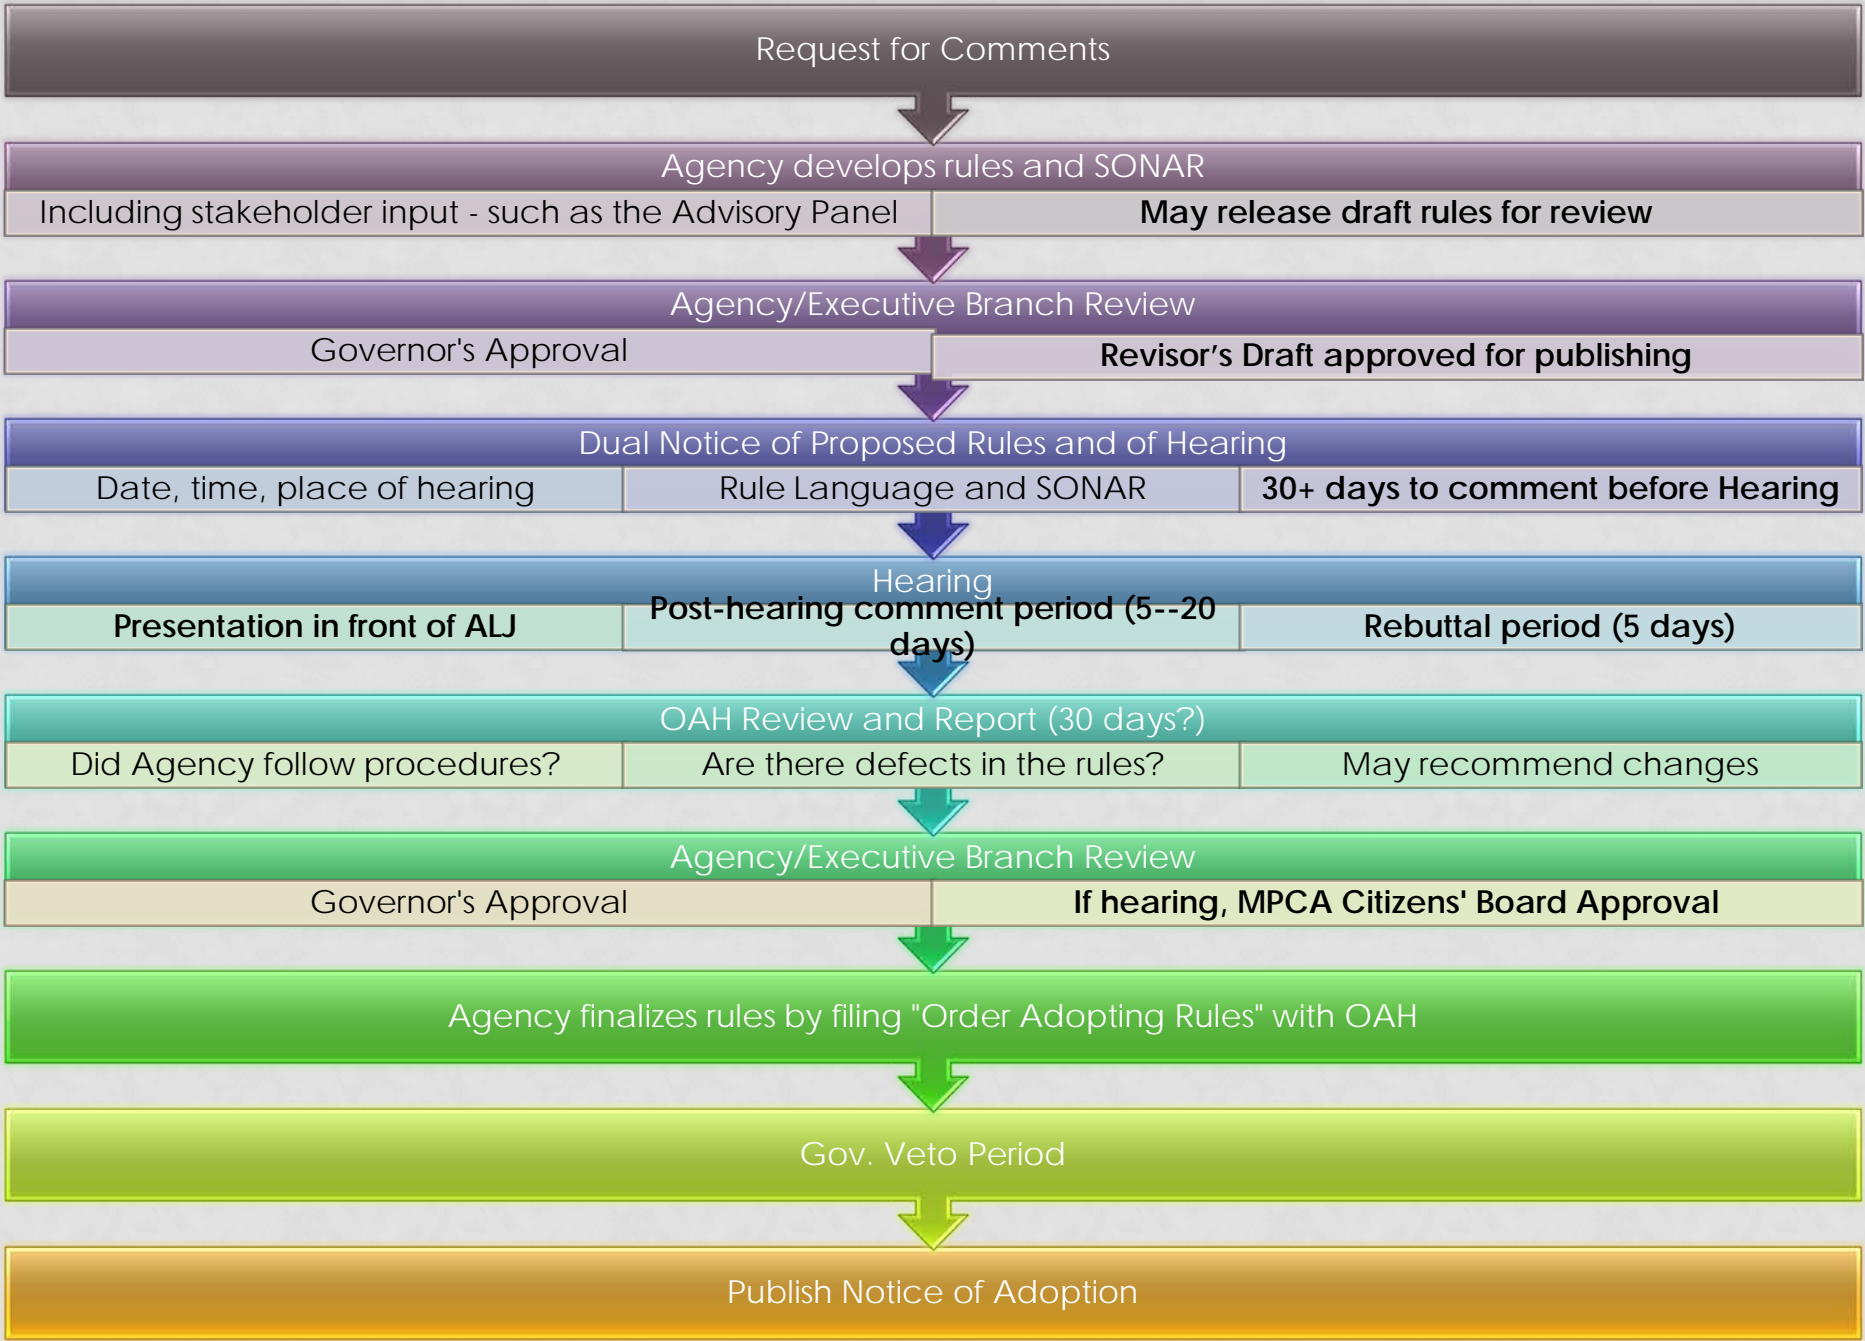 Request for Comments
Agency develops rules and SONAR
Including stakeholder input - such as the Advisory Panel
May release draft rules for review
Agency/Executive Branch Review
Governor's Approval
Revisor’s Draft approved for publishing
Dual Notice of Proposed Rules and of Hearing
Date, time, place of hearing
Rule Language and SONAR
30+ days to comment before Hearing
Hearing
Presentation in front of ALJ
Post-hearing comment period (5--20
days)
Rebuttal period (5 days)
OAH Review and Report (30 days?)
Did Agency follow procedures?
Are there defects in the rules?
May recommend changes
Agency/Executive Branch Review
Governor's Approval
If hearing, MPCA Citizens' Board Approval
Agency finalizes rules by filing "Order Adopting Rules" with OAH
Gov. Veto Period
Publish Notice of Adoption